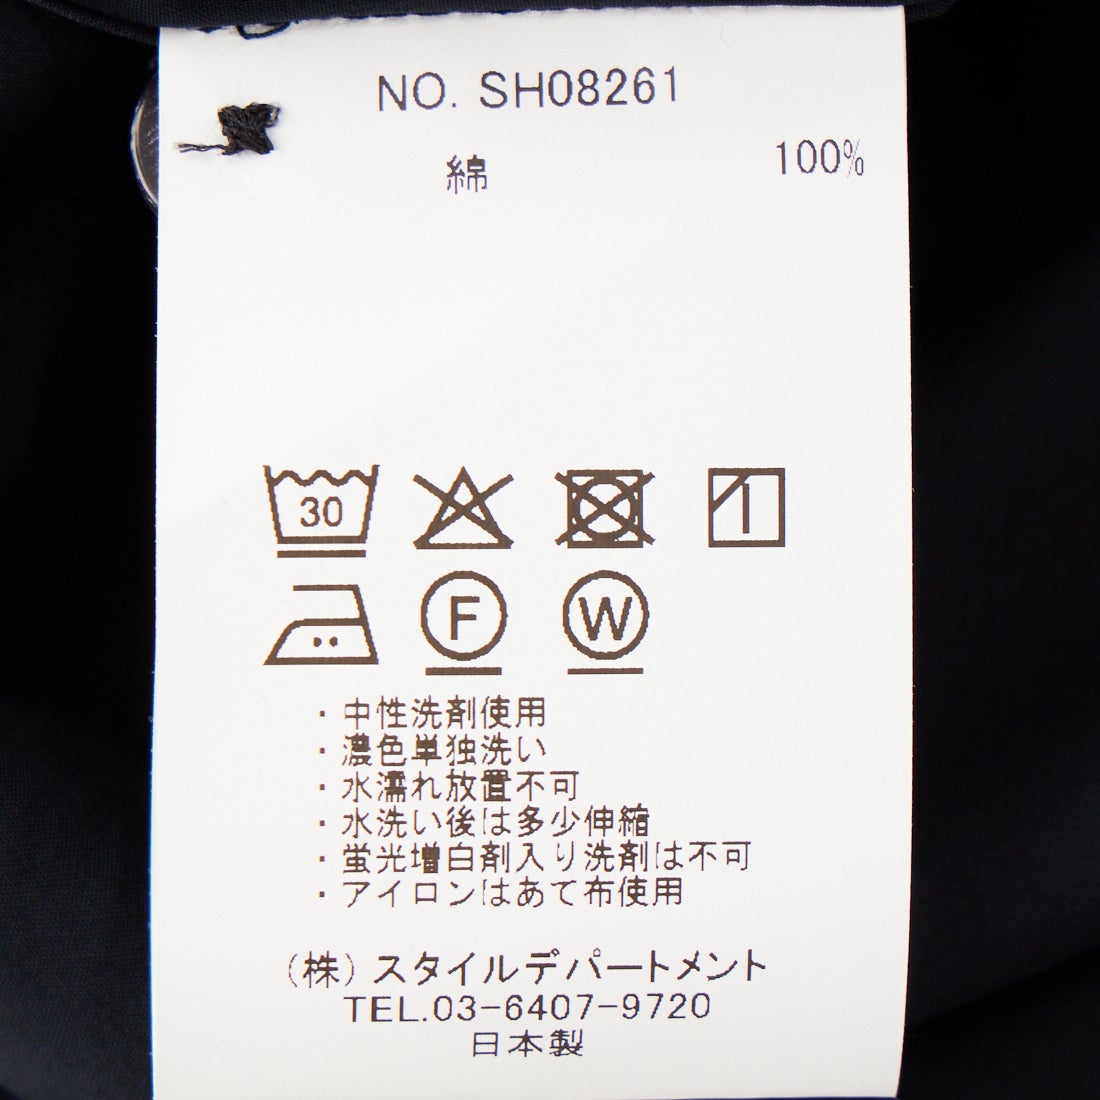 NO. SH08261
綿 100%
30
F W
・中性洗剤使用
・濃色単独洗い
・水濡れ放置不可
・水洗い後は多少伸縮
・蛍光増白剤入り洗剤は不可
・アイロンはあて布使用
(株)スタイルデパートメント
TEL.03-6407-9720
日本製